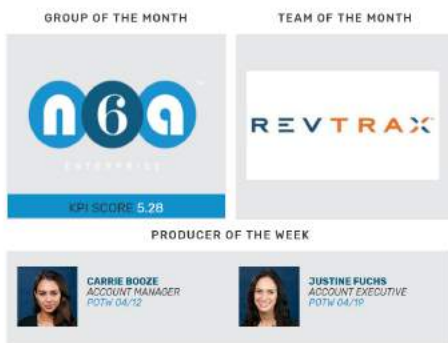 GROUP OF THE MONTH
TEAM OF THE MONTH
n6a
ENTERPRISE
REVTRAX
KPI SCORE 5.28
PRODUCER OF THE WEEK
CARRIE BOOZE
ACCOUNT MANAGER
POTW 04/12
JUSTINE FUCHS
ACCOUNT EXECUTIVE
POTW 04/19